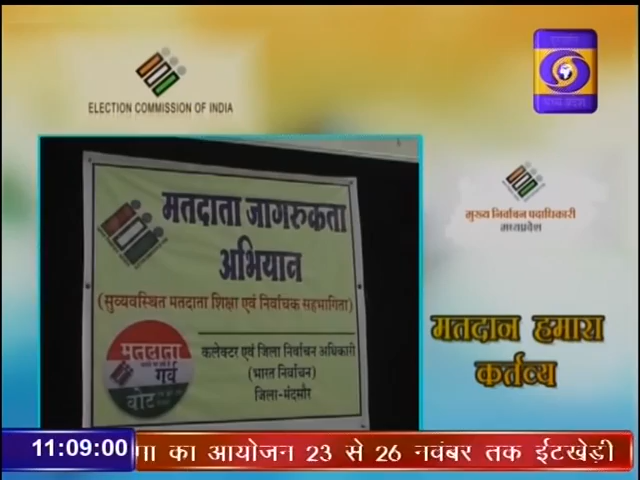 ELECTION COMMISSION OF INDIA
मध्य प्रदेश
मुख्य निर्वाचन पदाधिकारी
मध्यप्रदेश
मतदाता जागरुकता
अभियान
(सुव्यवस्थित मतदाता शिक्षा एवं निर्वाचक सहभागिता)
गर्व
वोट
कलेक्टर एवं जिला निर्वाचन अधिकारी
(भारत निर्वाचन)
जिला-मंदसौर
मतदान हमारा
कर्तव्य
11:09:00
का आयोजन 23 से 26 नवंबर तक ईटखेड़ी